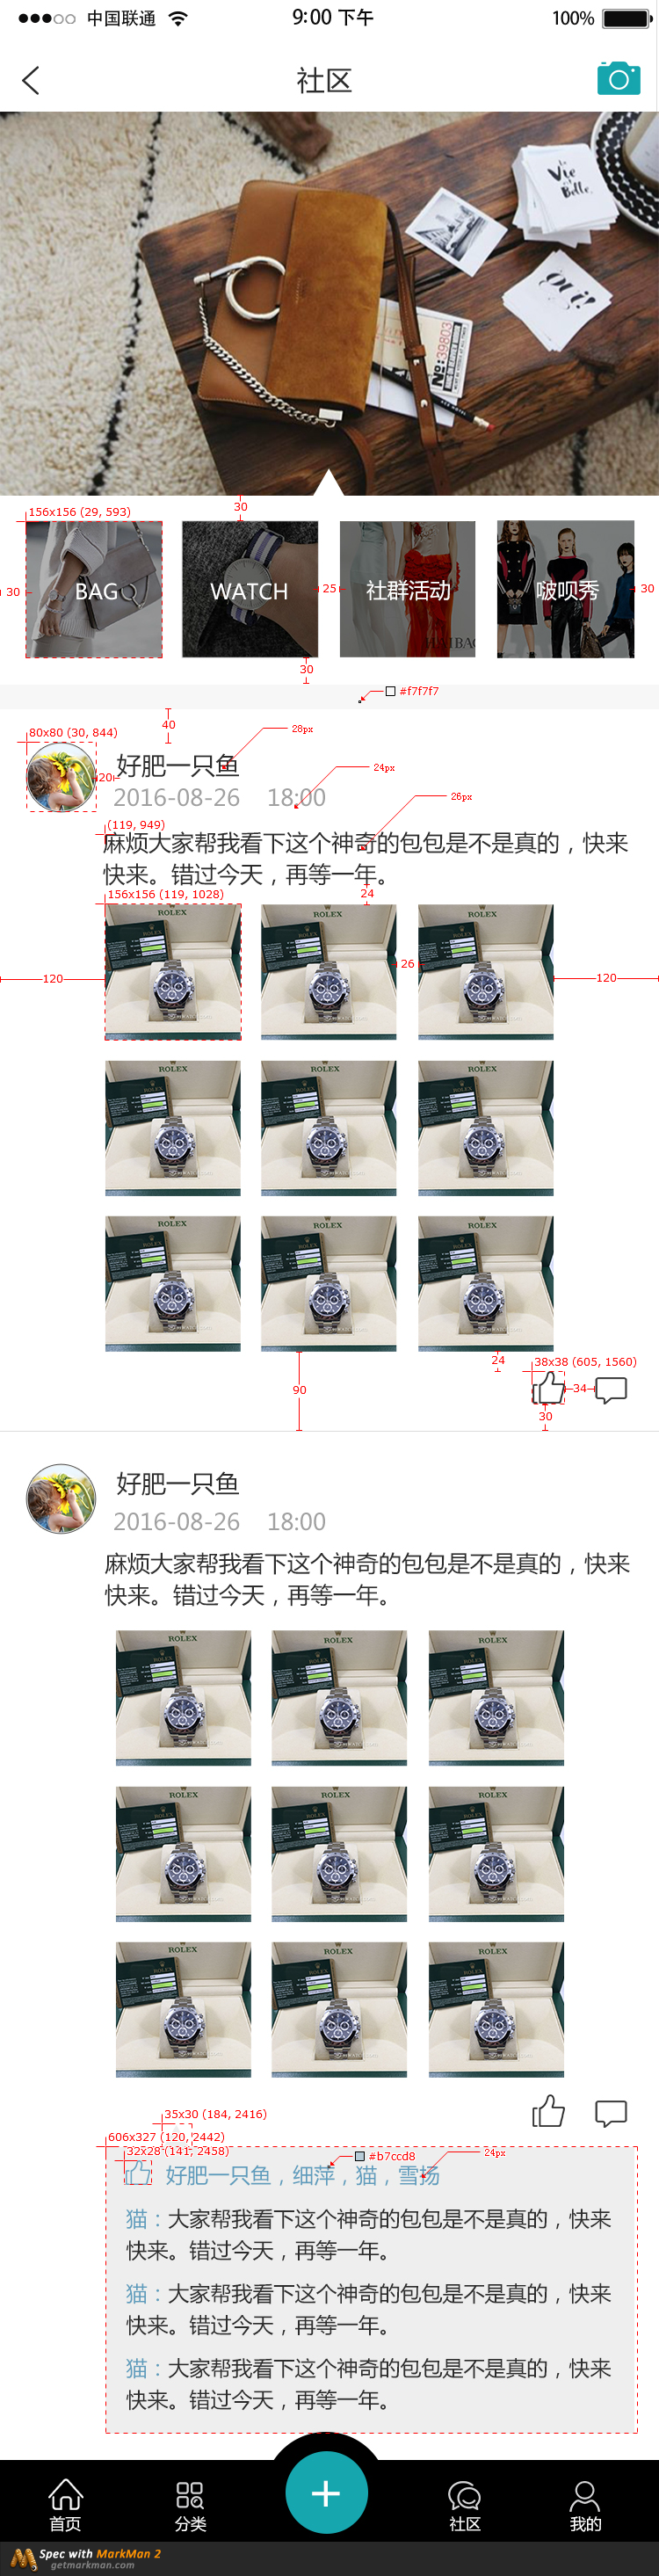 中国联通
9:00 下午
100%
社区
Vie
Belle,
oui!
№:39803
156x156 (29, 593)
30
30
BAG
WATCH
25
社群活动
啵呗秀
30
30
#f7f7f7
40
80x80 (30, 844)
28px
好肥一只鱼
24px
20
2016-08-26 18:00
26px
(119, 949)
麻烦大家帮我看下这个神奇的包包是不是真的，快来
快来。错过今天，再等一年。
156x156 (119, 1028)
24
ROLEX
ROLEX
ROLEX
120
26
120
ROLEX
ROLEX
ROLEX
ROLEX
ROLEX
ROLEX
24
38x38 (605, 1560)
90
34
30
好肥一只鱼
2016-08-26 18:00
麻烦大家帮我看下这个神奇的包包是不是真的，快来
快来。错过今天，再等一年。
ROLEX
ROLEX
ROLEX
ROLEX
ROLEX
ROLEX
ROLEX
ROLEX
ROLEX
35x30 (184, 2416)
606x327 (120, 2442)
32x28 (141, 2458)
#b7ccd8
24px
好肥一只鱼，细萍，猫，雪扬
猫：大家帮我看下这个神奇的包包是不是真的，快来
快来。错过今天，再等一年。
猫：大家帮我看下这个神奇的包包是不是真的，快来
快来。错过今天，再等一年。
猫：大家帮我看下这个神奇的包包是不是真的，快来
快来。错过今天，再等一年。
首页
分类
社区
我的
Spec with MarkMan 2
getmarkman.com